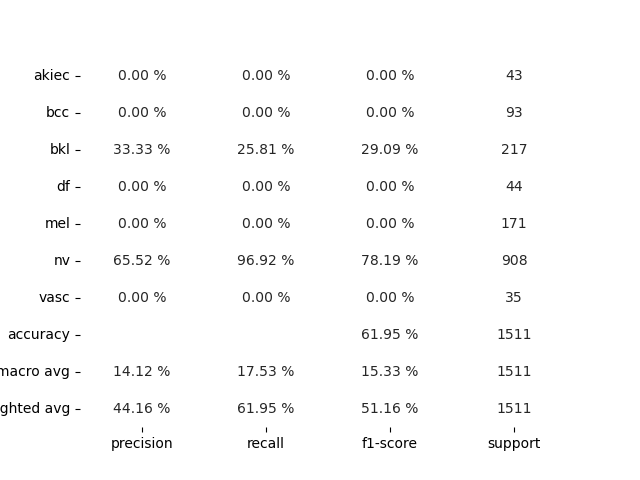 akiec – 0.00 % 0.00 % 0.00 % 43
bcc – 0.00 % 0.00 % 0.00 % 93
bkl – 33.33 % 25.81 % 29.09 % 217
df – 0.00 % 0.00 % 0.00 % 44
mel – 0.00 % 0.00 % 0.00 % 171
nv – 65.52 % 96.92 % 78.19 % 908
vasc – 0.00 % 0.00 % 0.00 % 35
accuracy – 61.95 % 1511
macro avg – 14.12 % 17.53 % 15.33 % 1511
ghted avg – 44.16 % 61.95 % 51.16 % 1511
precision recall f1-score support